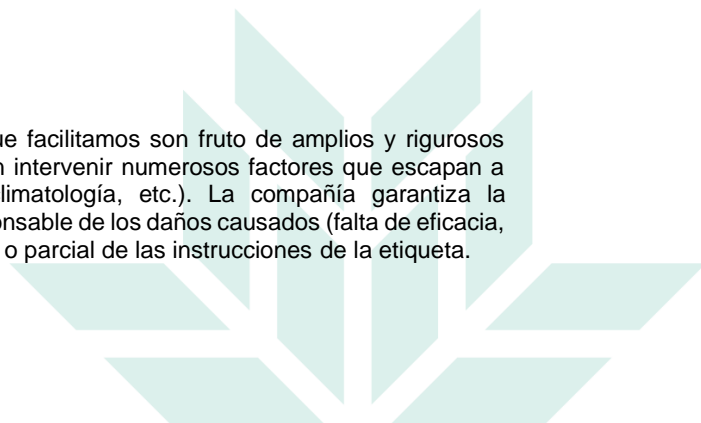 ue facilitamos son fruto de amplios y rigurosos
n intervenir numerosos factores que escapan a
limatología, etc.). La compañía garantiza la
onsable de los daños causados (falta de eficacia,
o parcial de las instrucciones de la etiqueta.